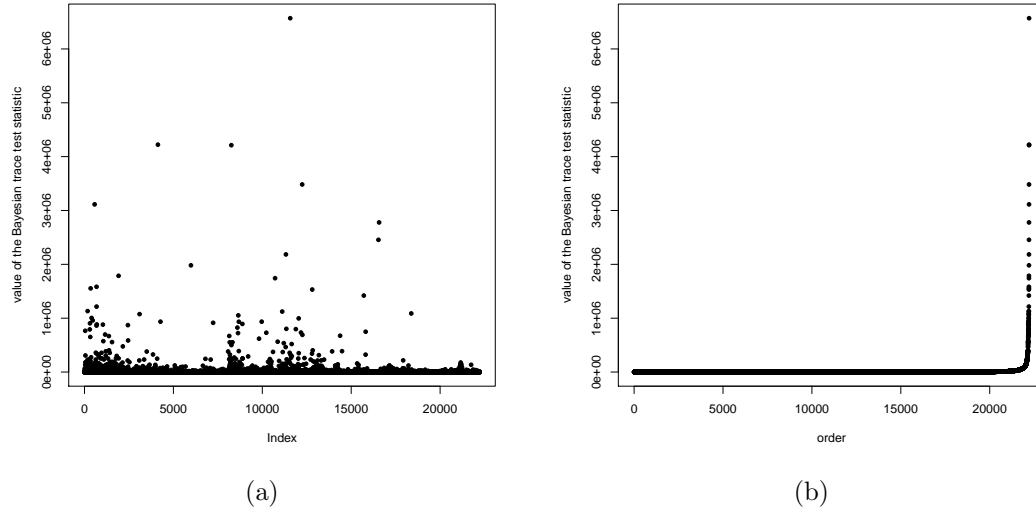 value of the Bayesian trace test statistic
0e+00 1e+06 2e+06 3e+06 4e+06 5e+06 6e+06
0 5000 10000 15000 20000
Index
(a)
value of the Bayesian trace test statistic
0e+00 1e+06 2e+06 3e+06 4e+06 5e+06 6e+06
0 5000 10000 15000 20000
order
(b)